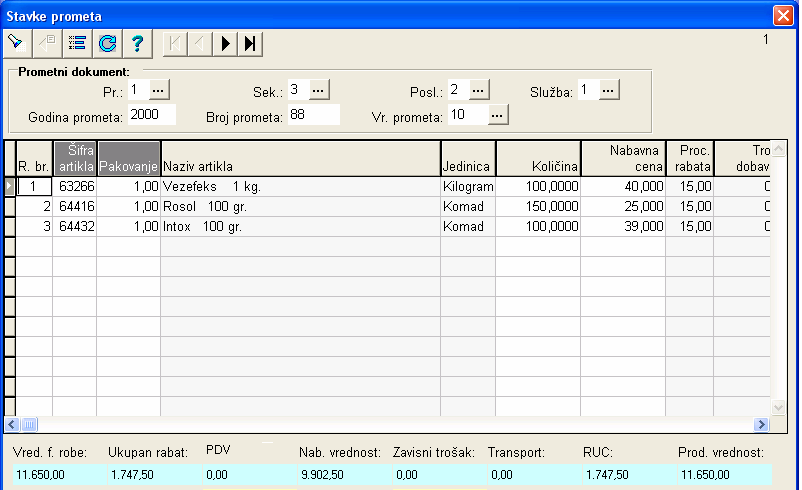 Stavke prometa
? 1
Prometni dokument:
Pr.: 1 ... Sek.: 3 ... Posl.: 2 ... Služba: 1 ...
Godina prometa: 2000 Broj prometa: 88 Vr. prometa: 10 ...
R. br. Šifra artikla Pakovanje Naziv artikla Jedinica Količina Nabavna cena Proc. rabata Tro dobav
1 63266 1,00 Vezefeks 1 kg. Kilogram 100,0000 40,000 15,00 0
2 64416 1,00 Rosol 100 gr. Komad 150,0000 25,000 15,00 0
3 64432 1,00 Intox 100 gr. Komad 100,0000 39,000 15,00 0
Vred. f. robe: Ukupan rabat: PDV Nab. vrednost: Zavisni trošak: Transport: RUC: Prod. vrednost:
11.650,00 1.747,50 0,00 9.902,50 0,00 0,00 1.747,50 11.650,00